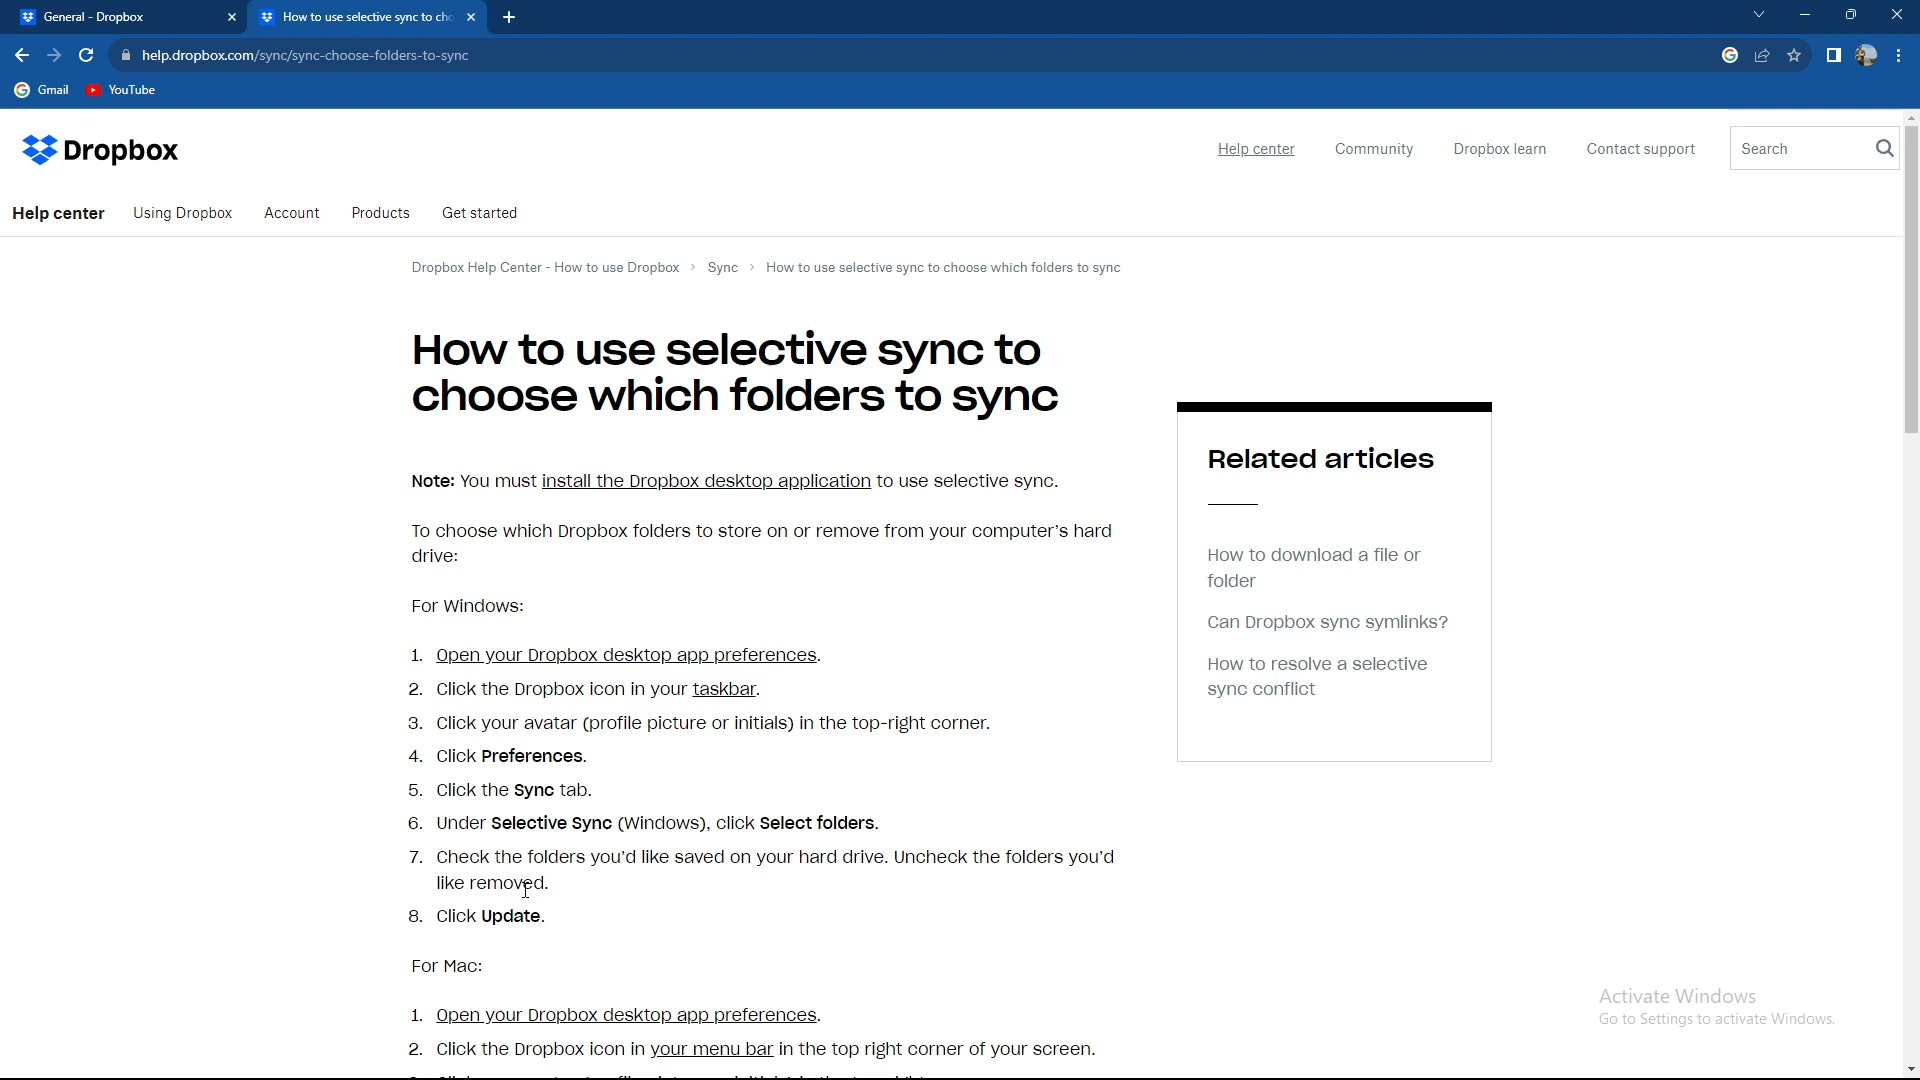 General - Dropbox
How to use selective sync to cho
help.dropbox.com/sync/sync-choose-folders-to-sync
Gmail
YouTube
Dropbox
Help center
Community
Dropbox learn
Contact support
Search
Help center
Using Dropbox
Account
Products
Get started
Dropbox Help Center - How to use Dropbox > Sync > How to use selective sync to choose which folders to sync
How to use selective sync to
choose which folders to sync
Note: You must install the Dropbox desktop application to use selective sync.
To choose which Dropbox folders to store on or remove from your computer's hard
drive:
For Windows:
1. Open your Dropbox desktop app preferences.
2. Click the Dropbox icon in your taskbar.
3. Click your avatar (profile picture or initials) in the top-right corner.
4. Click Preferences.
5. Click the Sync tab.
6. Under Selective Sync (Windows), click Select folders.
7. Check the folders you'd like saved on your hard drive. Uncheck the folders you'd
like removed.
8. Click Update.
For Mac:
1. Open your Dropbox desktop app preferences.
2. Click the Dropbox icon in your menu bar in the top right corner of your screen.
Related articles
How to download a file or
folder
Can Dropbox sync symlinks?
How to resolve a selective
sync conflict
Activate Windows
Go to Settings to activate Windows.